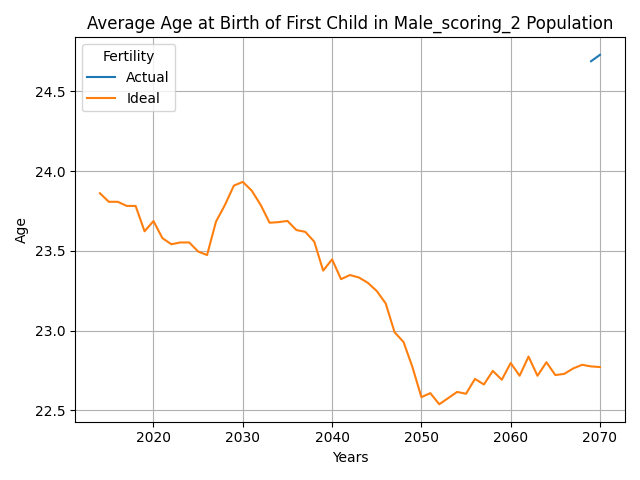 Average Age at Birth of First Child in Male_scoring_2 Population
Fertility
Actual
Ideal
24.5
24.0
23.5
23.0
22.5
Age
2020
2030
2040
2050
2060
2070
Years